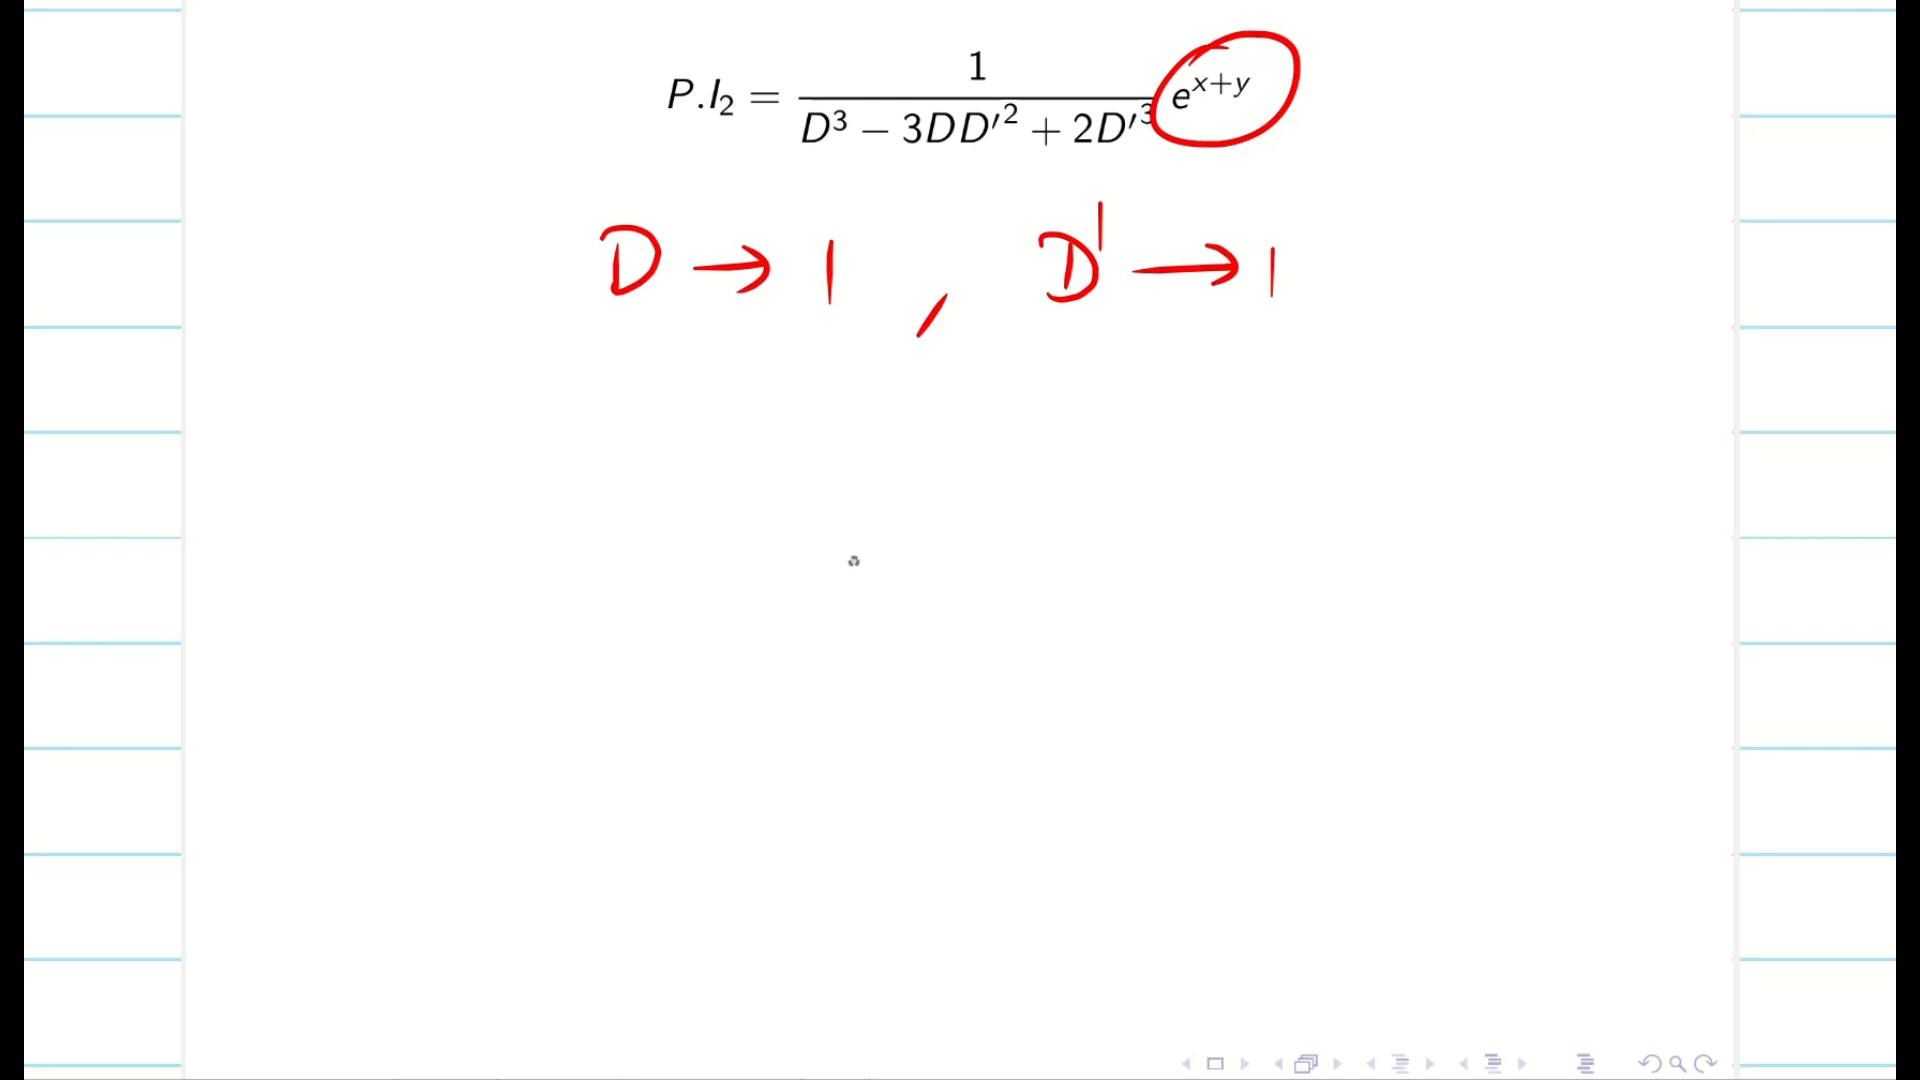 P.I₂ = 1 / (D³ − 3DD′² + 2D′³) e^(x+y)
D → 1 , D′ → 1